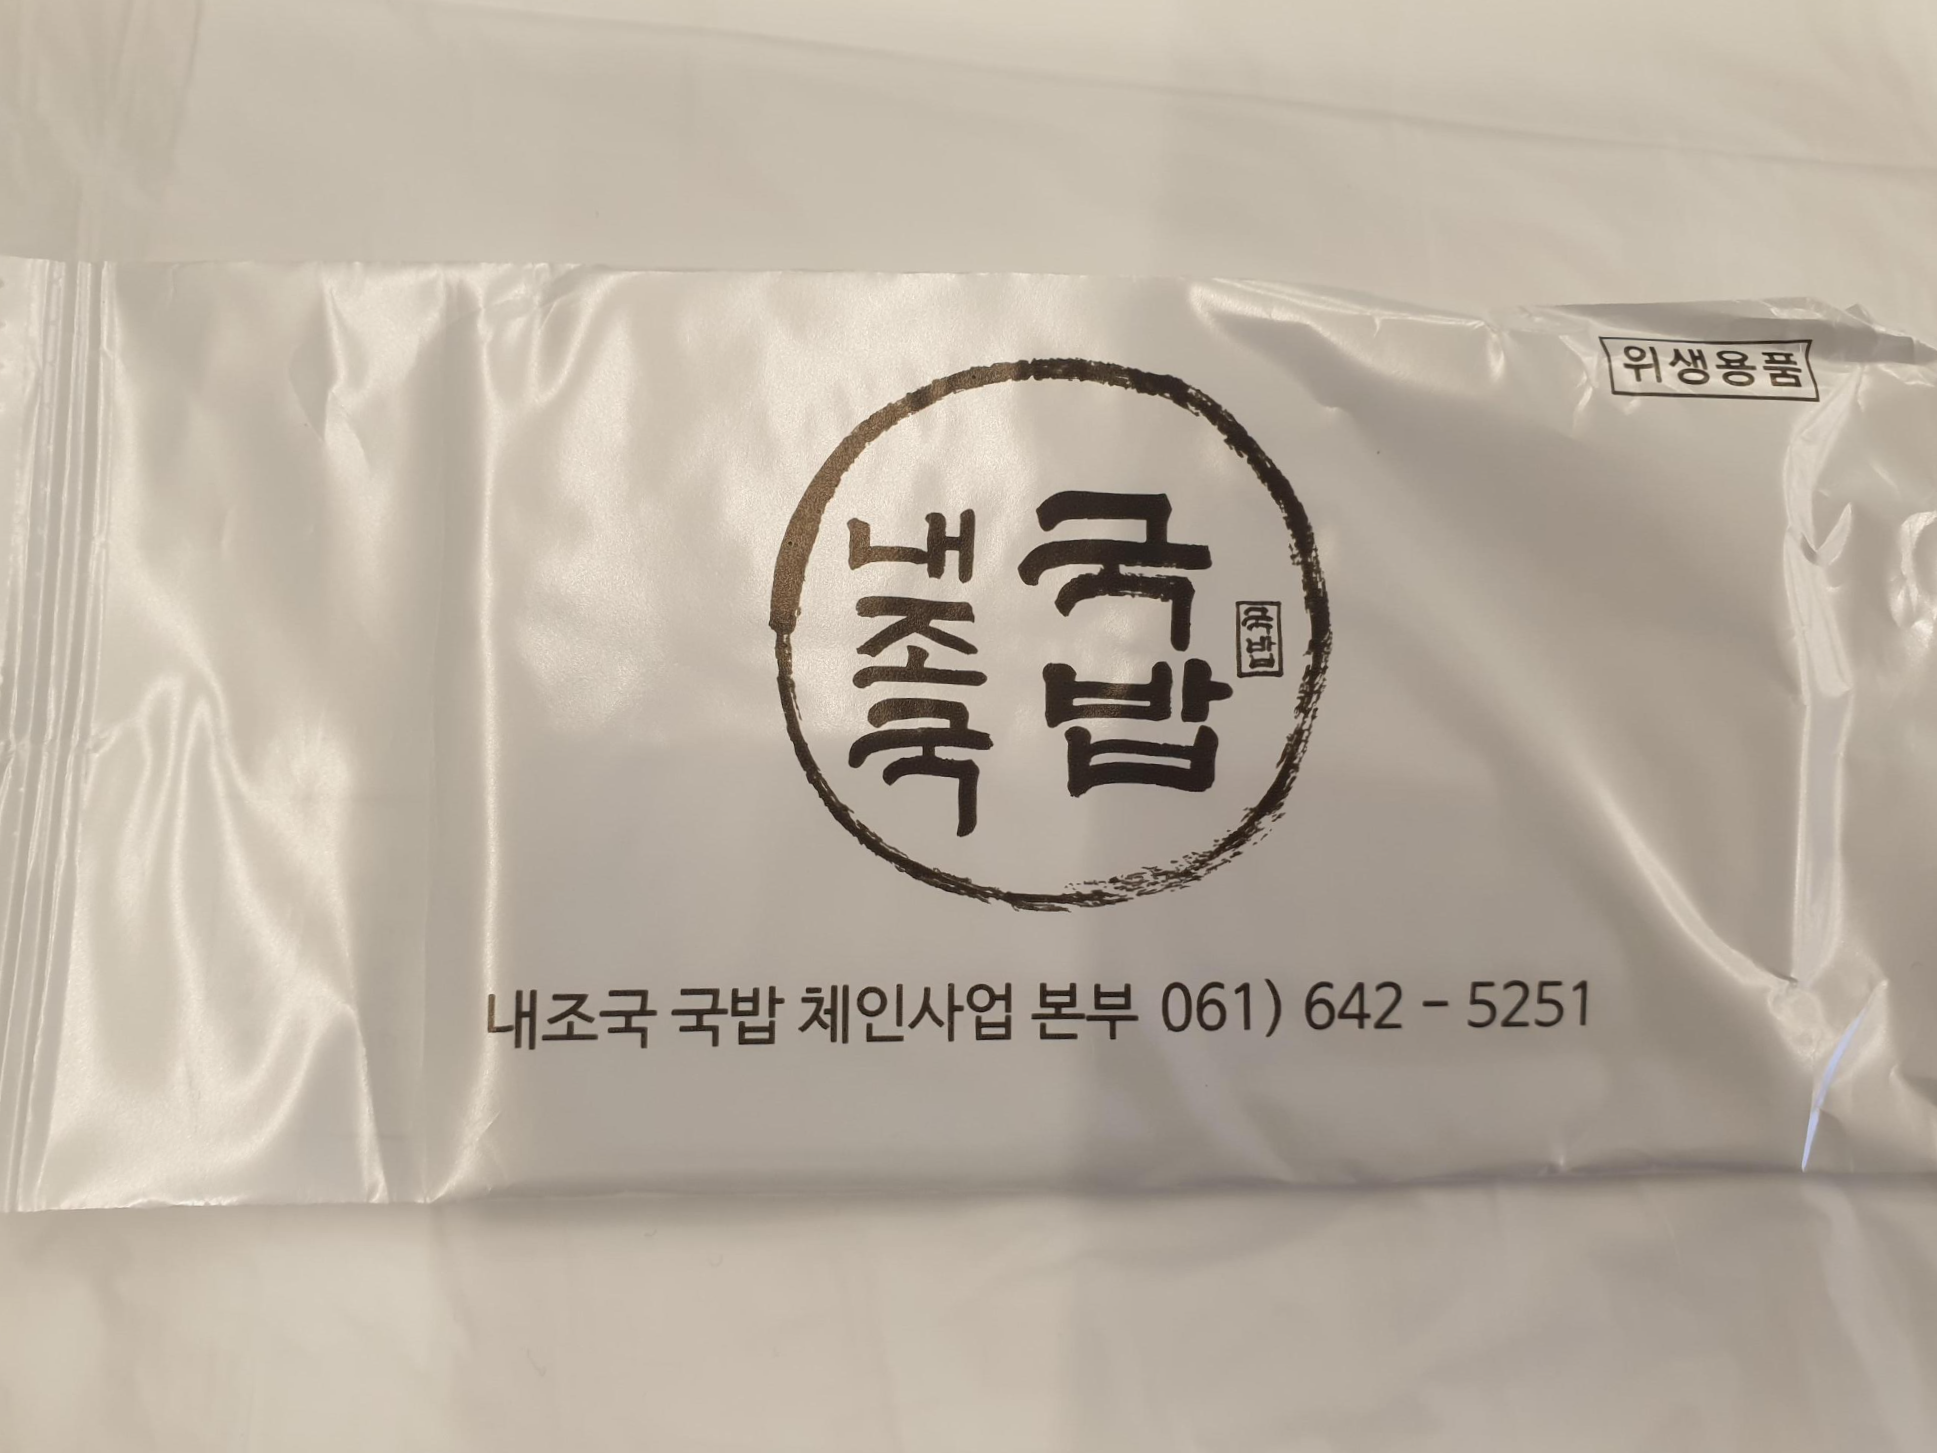 위생용품
내조국
국밥
국밥
내조국 국밥 체인사업 본부 061) 642 - 5251